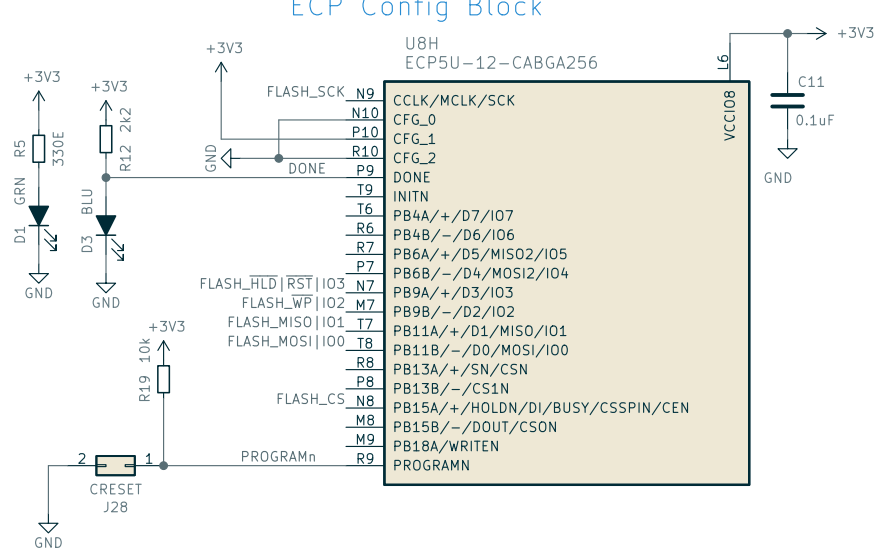 ECP Config Block
U8H
ECP5U-12-CABGA256
+3V3
L6
VCCIO8
C11
0.1uF
GND
+3V3
GND
+3V3
R5
330E
GRN
D1
GND
+3V3
R12 2k2
BLU
D3
GND
FLASH_SCK N9 CCLK/MCLK/SCK
N10 CFG_0
P10 CFG_1
R10 CFG_2
DONE P9 DONE
T9 INITN
T6 PB4A/+/D7/IO7
R6 PB4B/-/D6/IO6
R7 PB6A/+/D5/MISO2/IO5
P7 PB6B/-/D4/MOSI2/IO4
FLASH_HLD|RST|IO3 N7 PB9A/+/D3/IO3
FLASH_WP|IO2 M7 PB9B/-/D2/IO2
FLASH_MISO|IO1 T7 PB11A/+/D1/MISO/IO1
FLASH_MOSI|IO0 T8 PB11B/-/D0/MOSI/IO0
R8 PB13A/+/SN/CSN
P8 PB13B/-/CS1N
FLASH_CS N8 PB15A/+/HOLDN/DI/BUSY/CSSPIN/CEN
M8 PB15B/-/DOUT/CSON
M9 PB18A/WRITEN
PROGRAMn R9 PROGRAMN
+3V3
R19 10k
2 1
CRESET
J28
GND